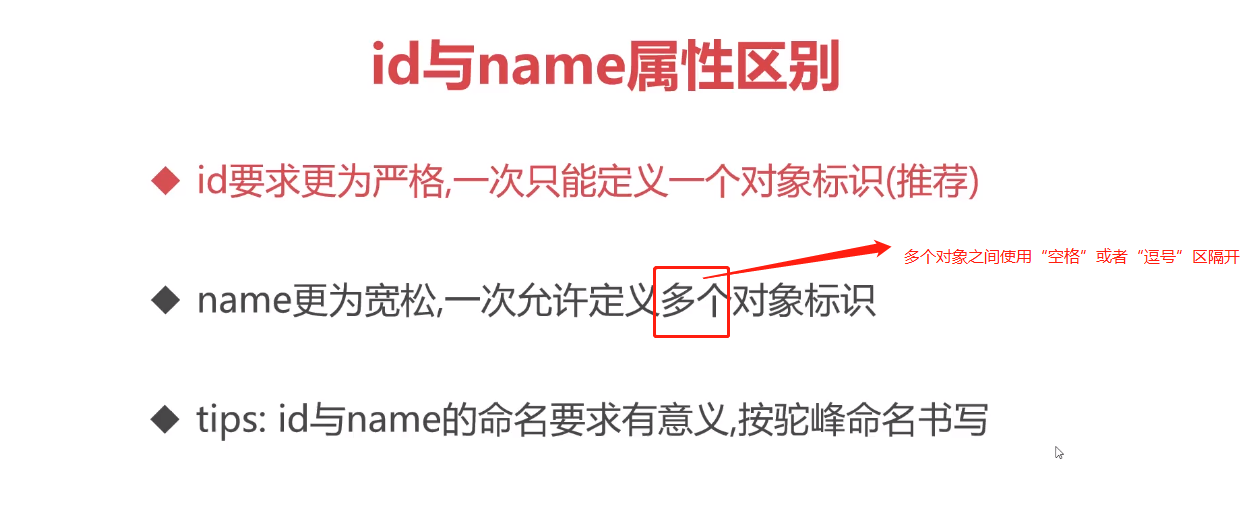 id与name属性区别
id要求更为严格,一次只能定义一个对象标识(推荐)
多个对象之间使用“空格”或者“逗号”区隔开
name更为宽松,一次允许定义多个对象标识
tips: id与name的命名要求有意义,按驼峰命名书写